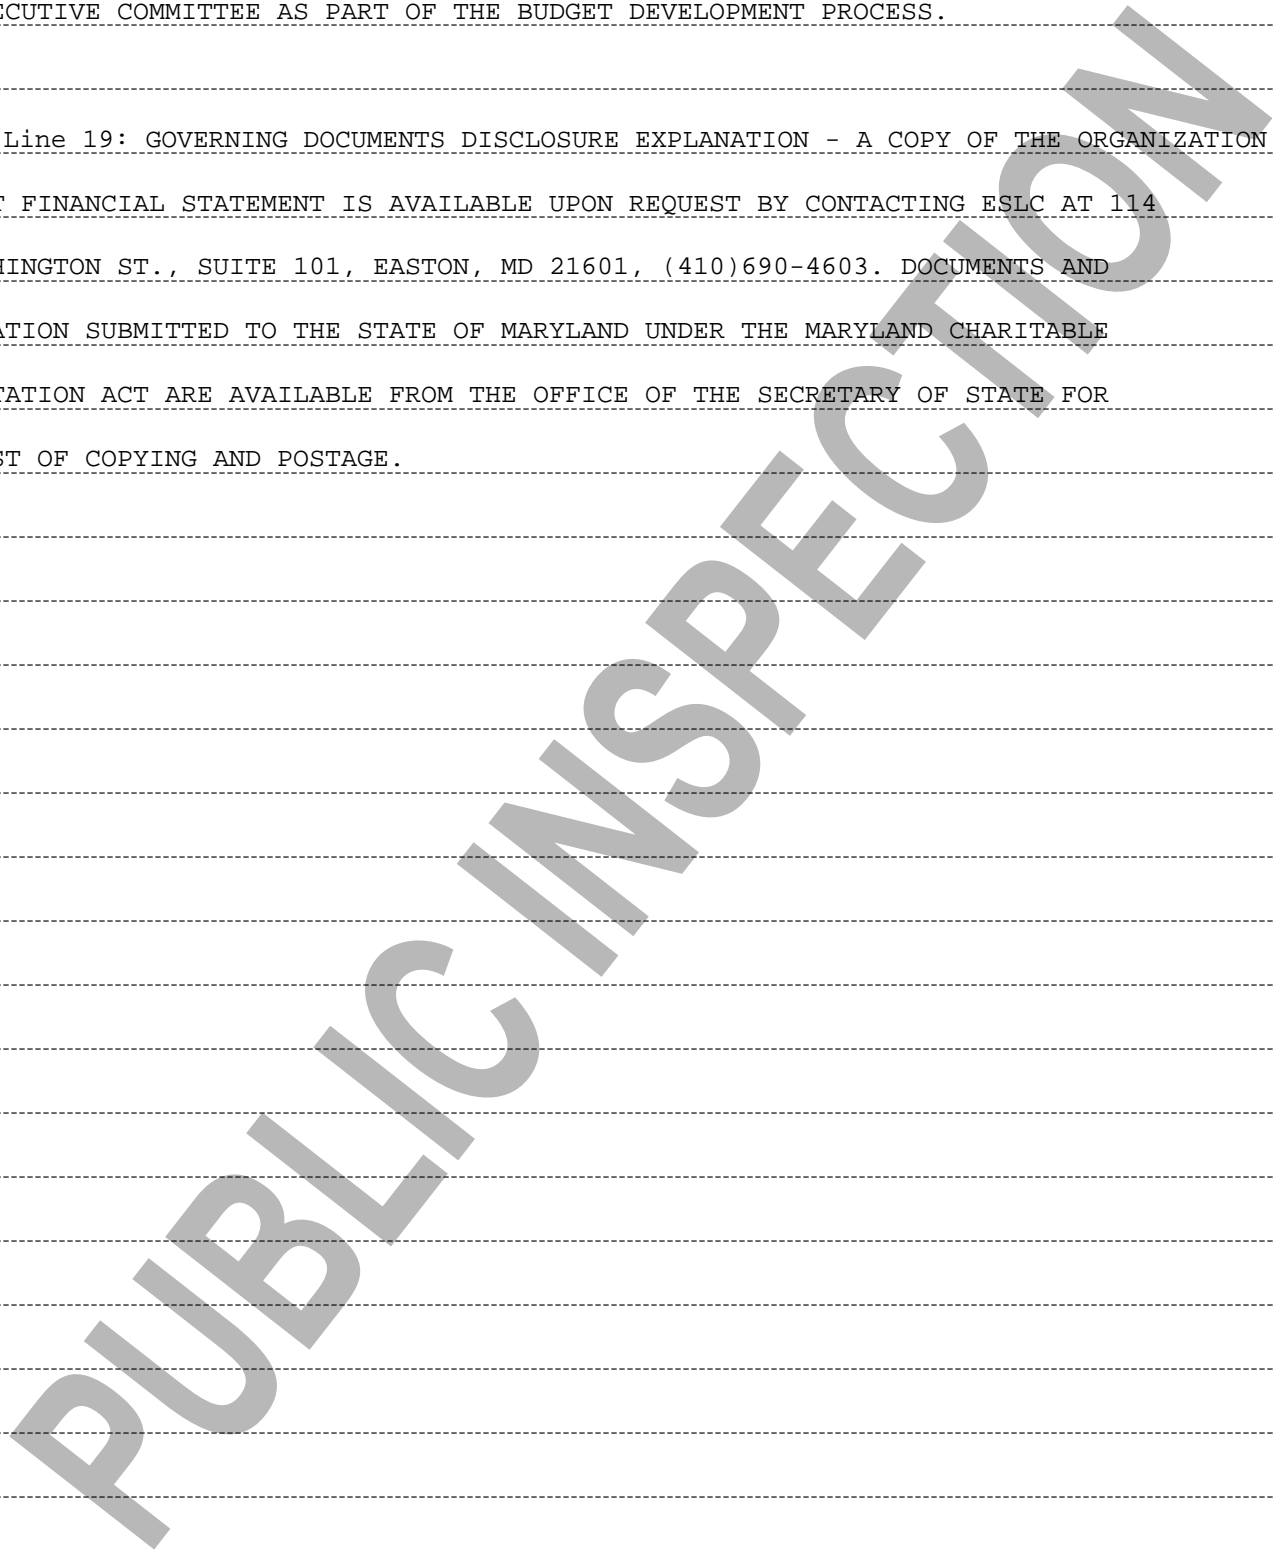 ECUTIVE COMMITTEE AS PART OF THE BUDGET DEVELOPMENT PROCESS.
Line 19: GOVERNING DOCUMENTS DISCLOSURE EXPLANATION - A COPY OF THE ORGANIZATION
T FINANCIAL STATEMENT IS AVAILABLE UPON REQUEST BY CONTACTING ESLC AT 114
HINGTON ST., SUITE 101, EASTON, MD 21601, (410)690-4603. DOCUMENTS AND
ATION SUBMITTED TO THE STATE OF MARYLAND UNDER THE MARYLAND CHARITABLE
TATION ACT ARE AVAILABLE FROM THE OFFICE OF THE SECRETARY OF STATE FOR
ST OF COPYING AND POSTAGE.
PUBLIC INSPECTION